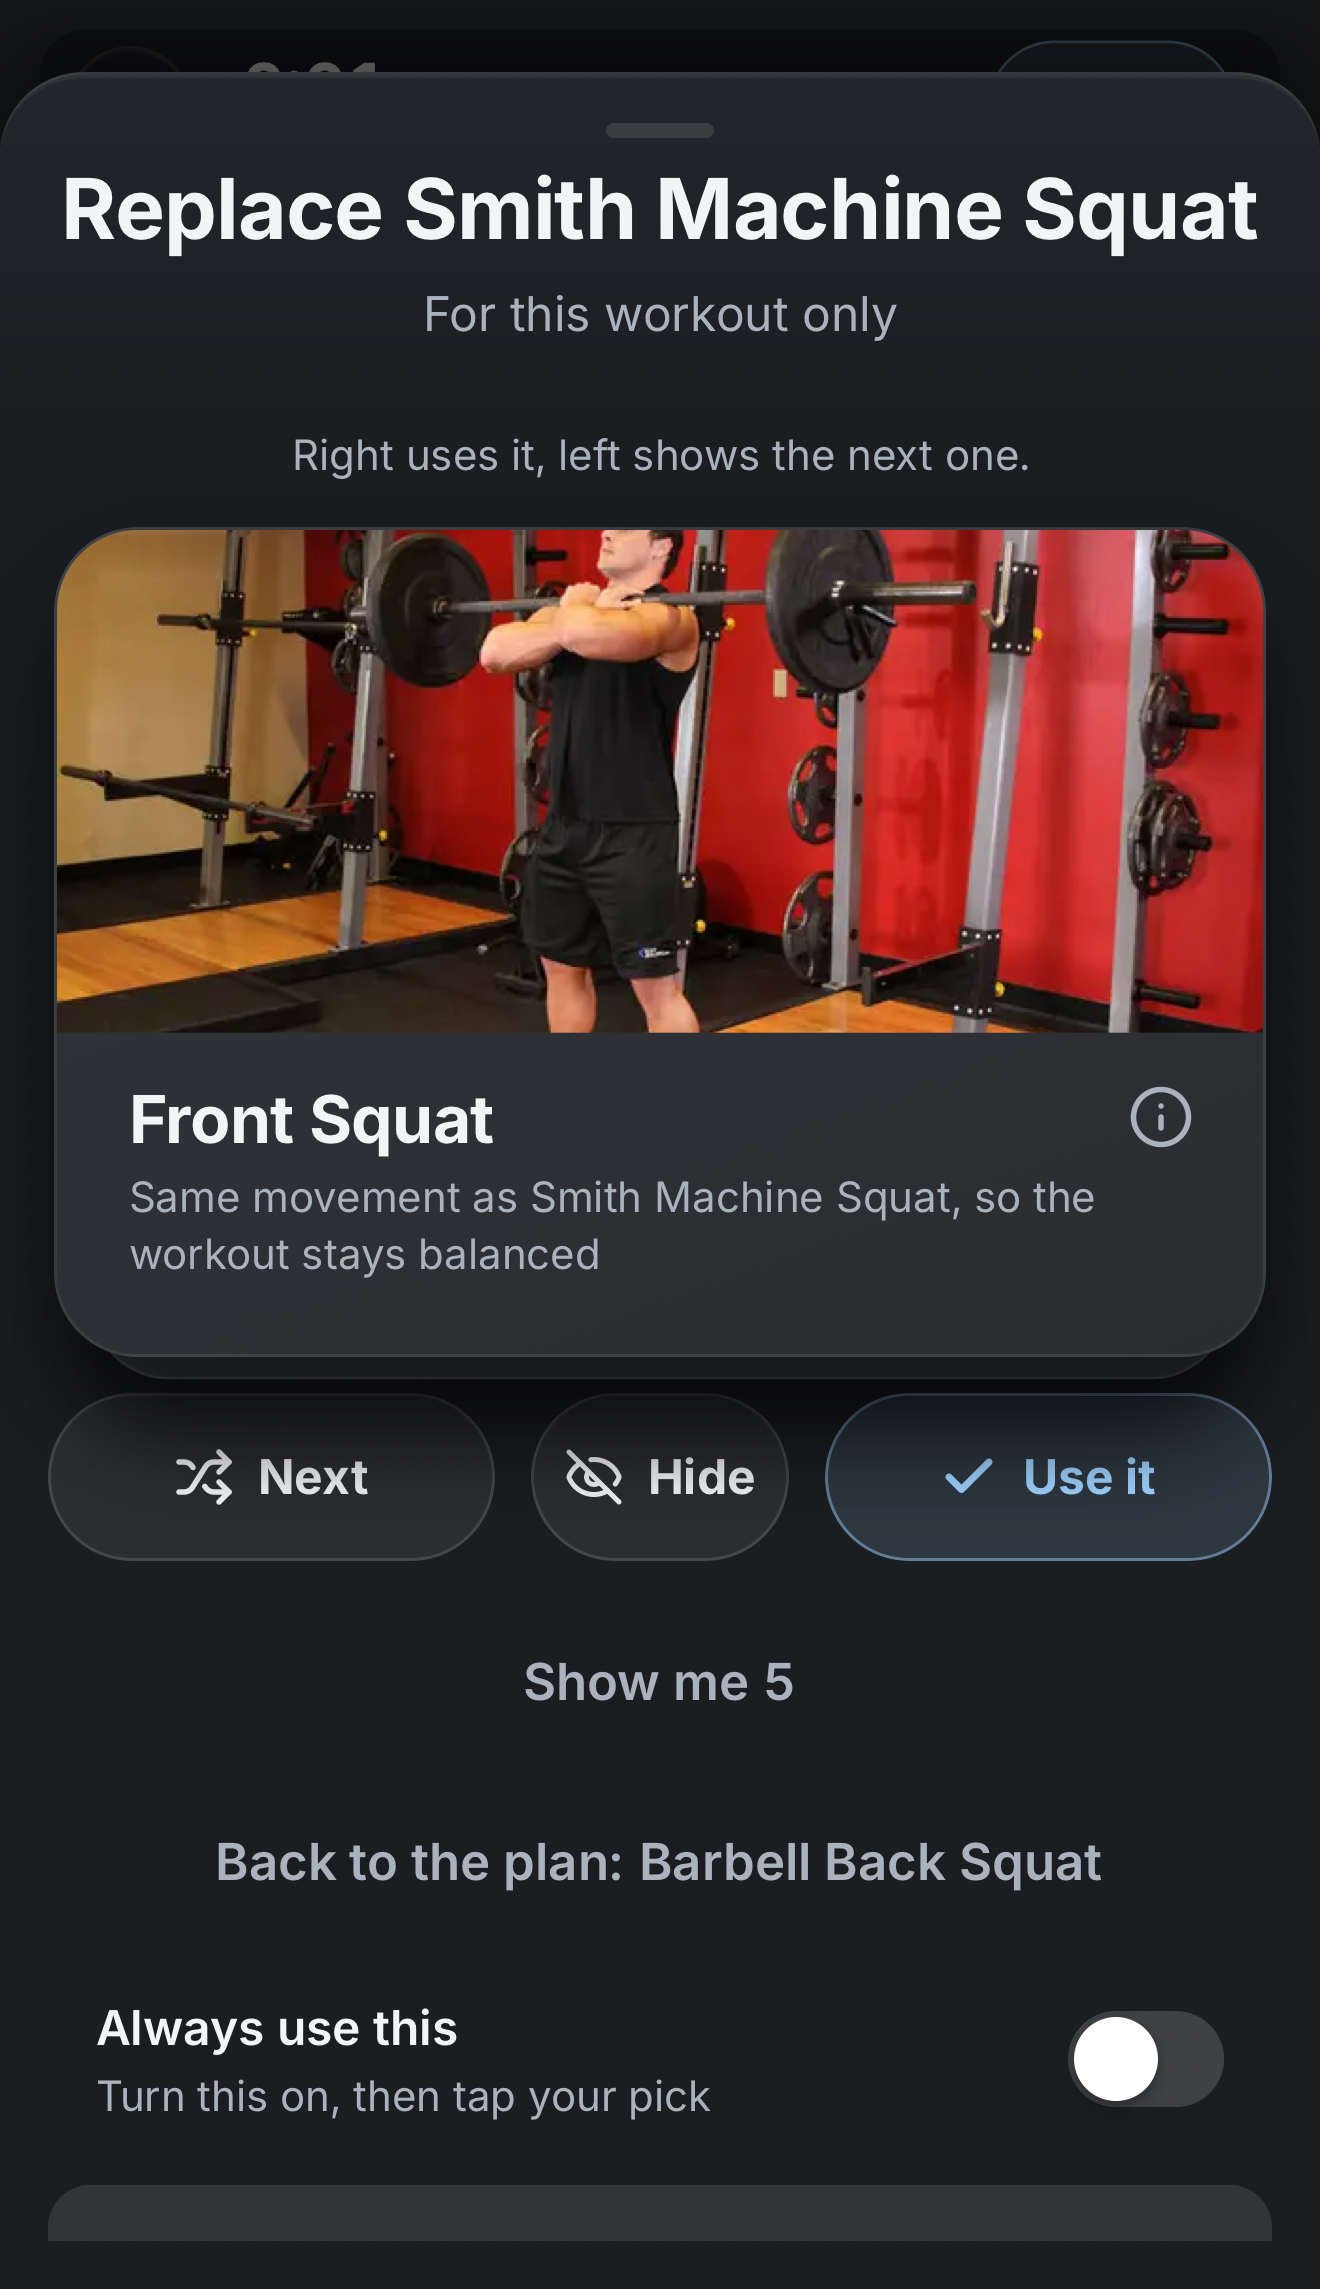 Replace Smith Machine Squat
For this workout only
Right uses it, left shows the next one.
Front Squat
Same movement as Smith Machine Squat, so the
workout stays balanced
Next
Hide
Use it
Show me 5
Back to the plan: Barbell Back Squat
Always use this
Turn this on, then tap your pick